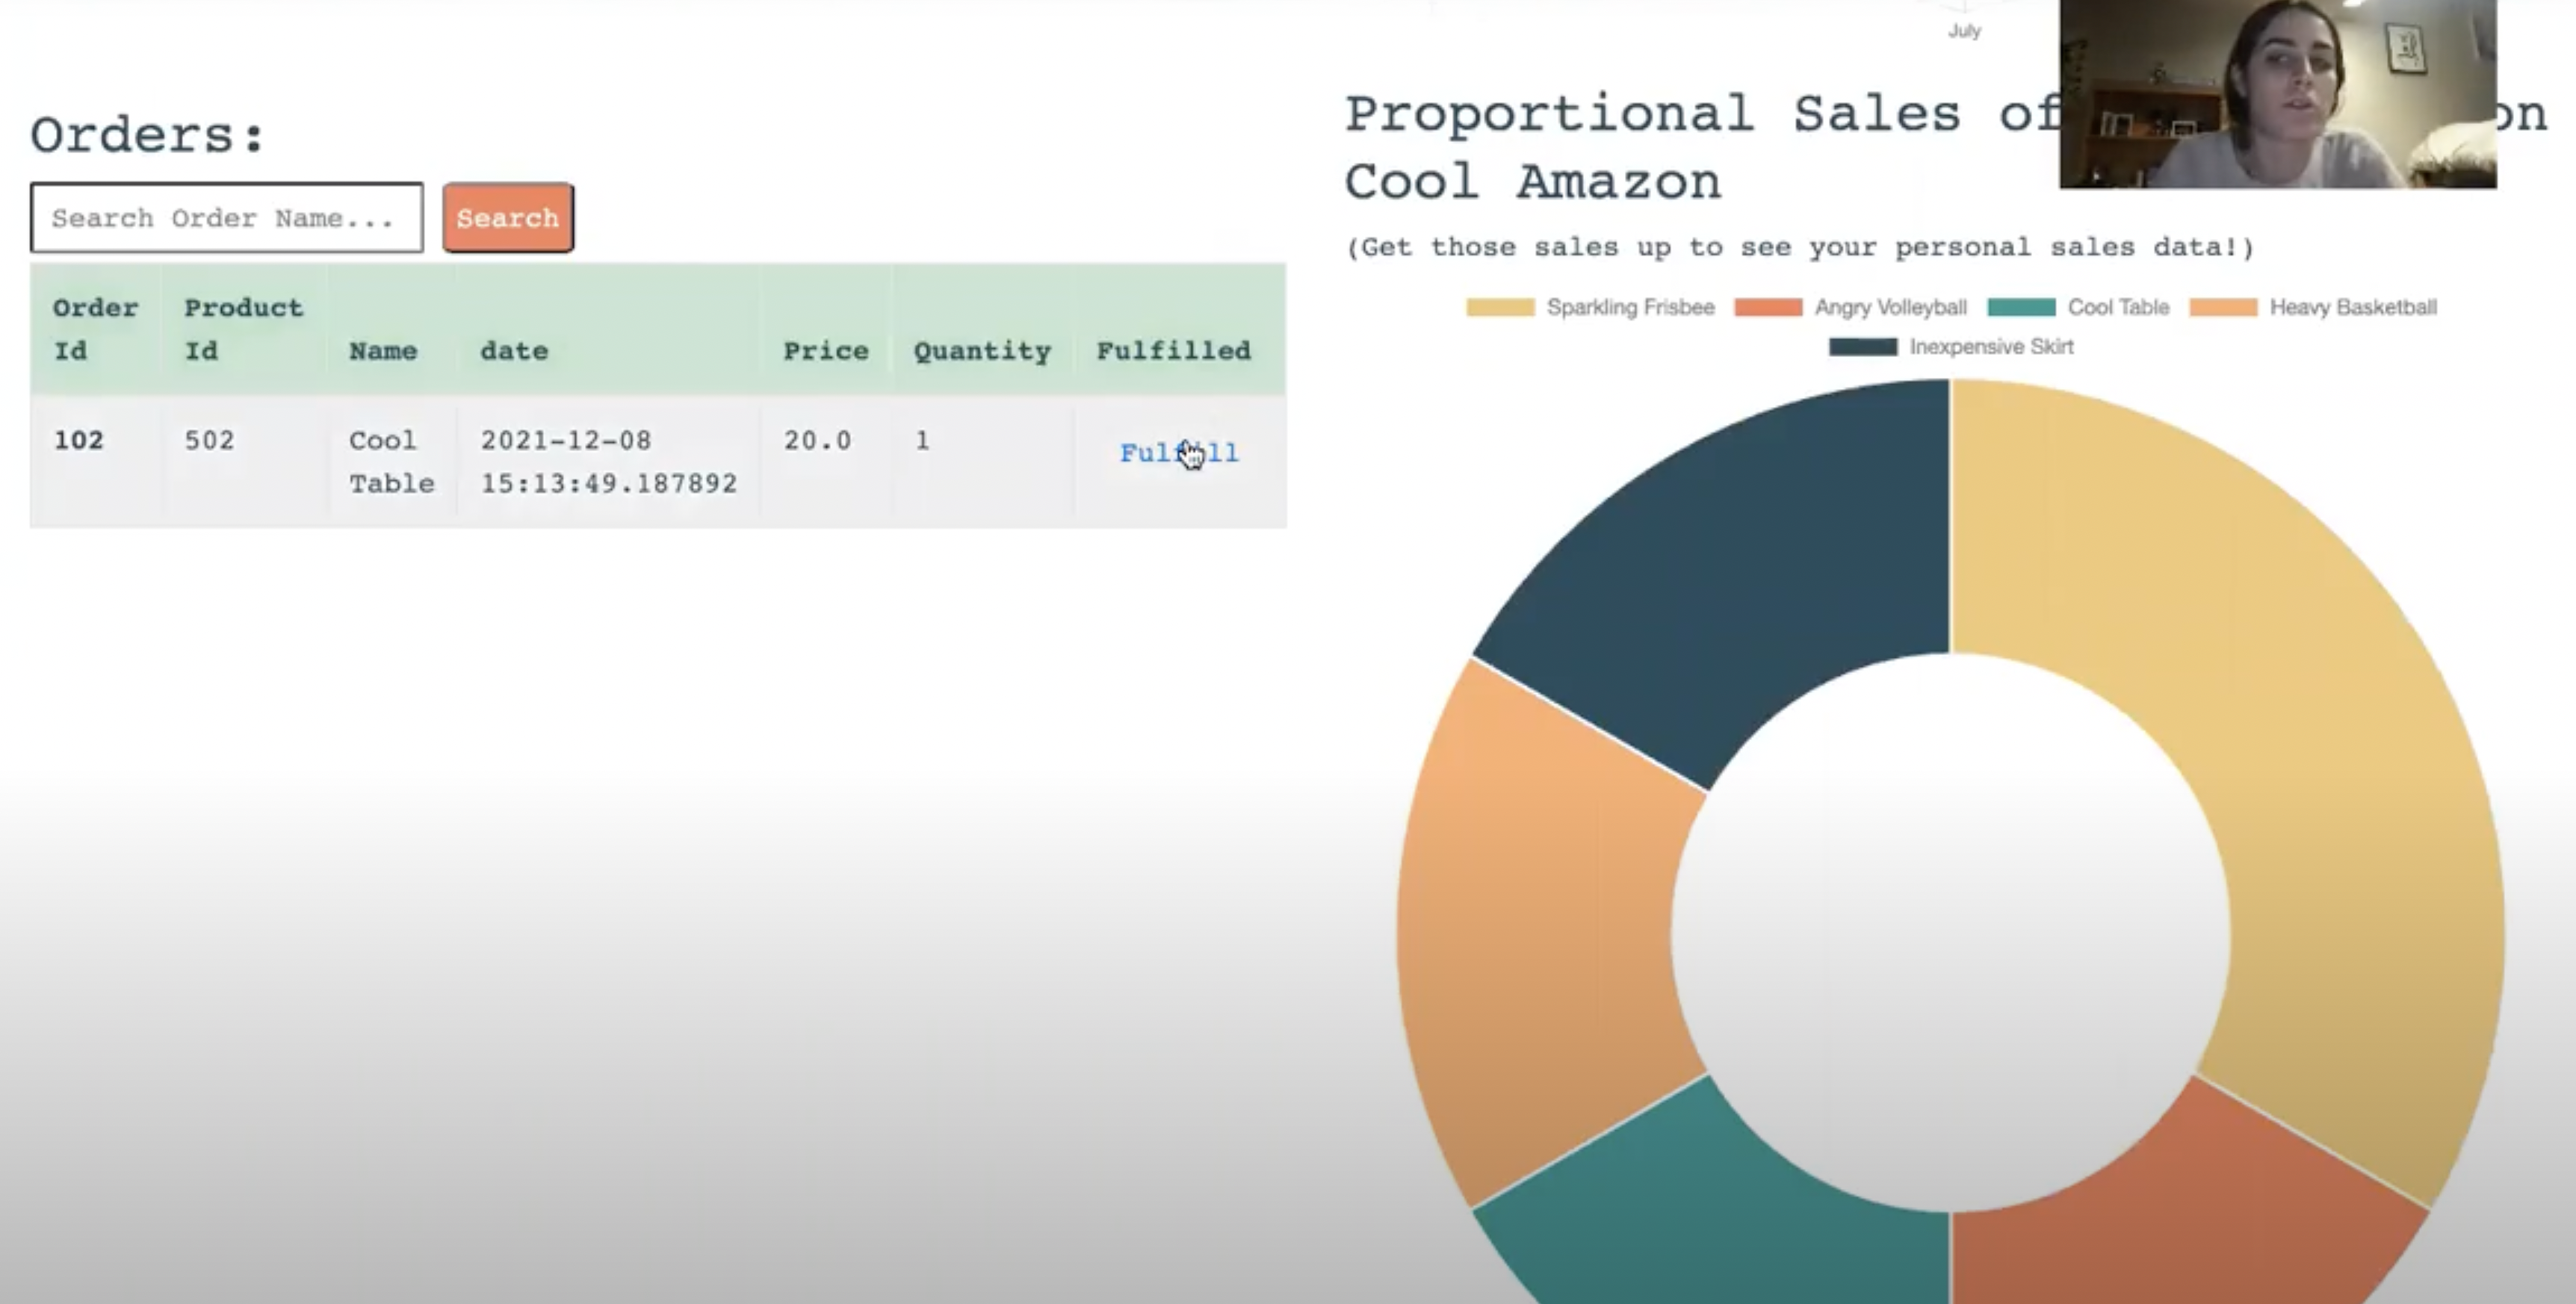 July
Orders:
Search Order Name...
Search
Order Id
Product Id
Name
date
Price
Quantity
Fulfilled
102
502
Cool Table
2021-12-08
15:13:49.187892
20.0
1
Proportional Sales of
on
Cool Amazon
(Get those sales up to see your personal sales data!)
Sparkling Frisbee
Angry Volleyball
Cool Table
Heavy Basketball
Inexpensive Skirt